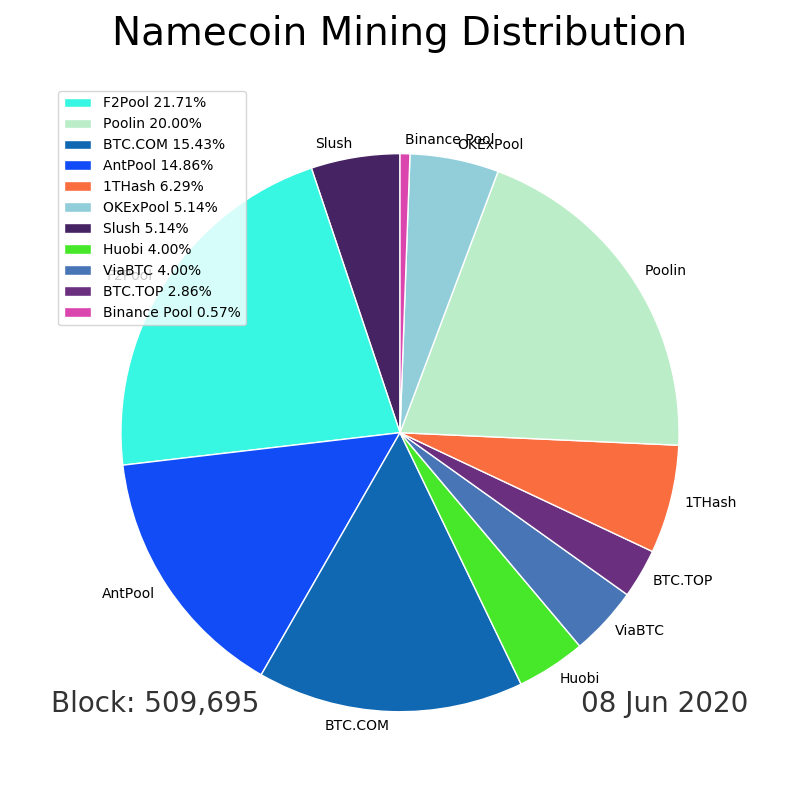 Namecoin Mining Distribution
F2Pool 21.71%
Poolin 20.00%
BTC.COM 15.43%
AntPool 14.86%
1THash 6.29%
OKExPool 5.14%
Slush 5.14%
Huobi 4.00%
ViaBTC 4.00%
BTC.TOP 2.86%
Binance Pool 0.57%
Slush
Binance Pool
OKExPool
F2Pool
Poolin
1THash
BTC.TOP
AntPool
ViaBTC
Huobi
BTC.COM
Block: 509,695
08 Jun 2020